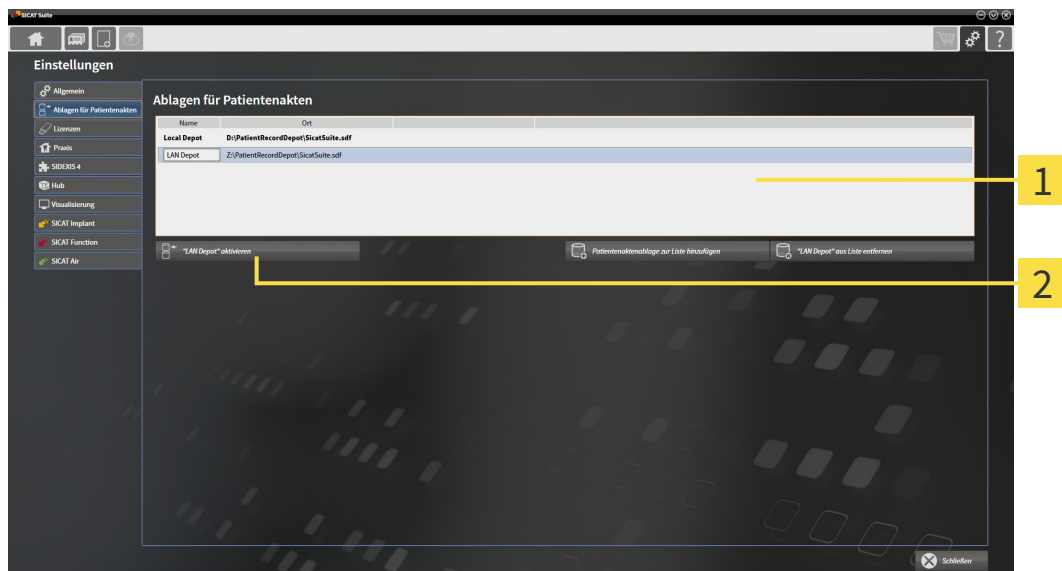 SICAT Suite
?
Einstellungen
Allgemein
Ablagen für Patientenakten
Lizenzen
Praxis
SIDEXIS 4
Hub
Visualisierung
SICAT Implant
SICAT Function
SICAT Air
Ablagen für Patientenakten
Name Ort
Local Depot D:\PatientRecordDepot\SicatSuite.sdf
LAN Depot Z:\PatientRecordDepot\SicatSuite.sdf
"LAN Depot" aktivieren Patientenaktenablage zur Liste hinzufügen "LAN Depot" aus Liste entfernen
1
2
Schließen